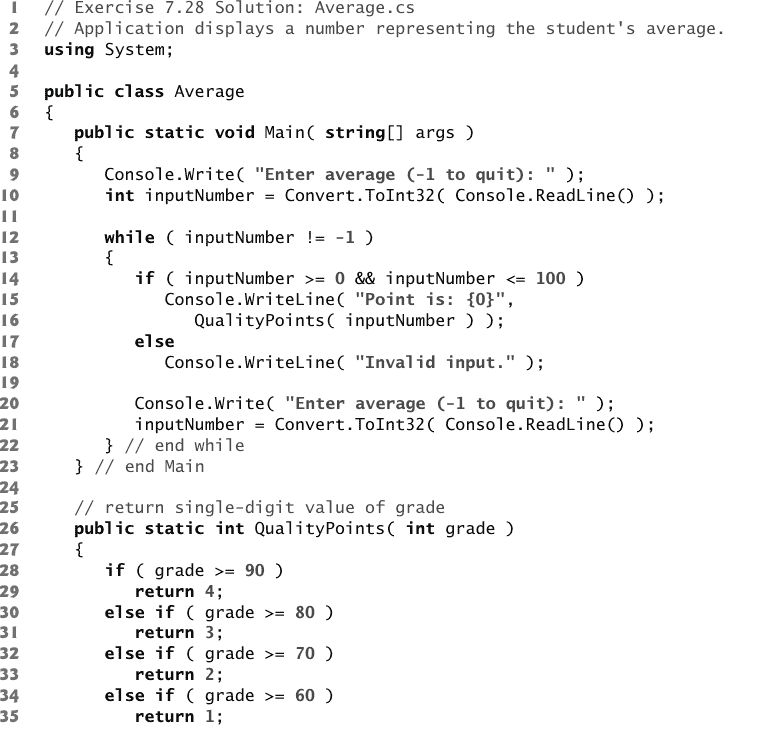 1 // Exercise 7.28 Solution: Average.cs
2 // Application displays a number representing the student's average.
3 using System;
4
5 public class Average
6 {
7    public static void Main( string[] args )
8    {
9       Console.Write( "Enter average (-1 to quit): " );
10       int inputNumber = Convert.ToInt32( Console.ReadLine() );
11
12       while ( inputNumber != -1 )
13       {
14          if ( inputNumber >= 0 && inputNumber <= 100 )
15             Console.WriteLine( "Point is: {0}",
16                QualityPoints( inputNumber ) );
17          else
18             Console.WriteLine( "Invalid input." );
19
20          Console.Write( "Enter average (-1 to quit): " );
21          inputNumber = Convert.ToInt32( Console.ReadLine() );
22       } // end while
23    } // end Main
24
25    // return single-digit value of grade
26    public static int QualityPoints( int grade )
27    {
28       if ( grade >= 90 )
29          return 4;
30       else if ( grade >= 80 )
31          return 3;
32       else if ( grade >= 70 )
33          return 2;
34       else if ( grade >= 60 )
35          return 1;